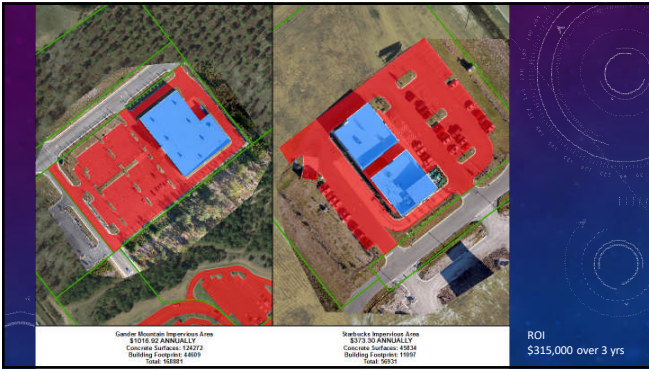 Gander Mountain Impervious Area
$1016.92 ANNUALLY
Concrete Surfaces: 124272
Building Footprint: 44609
Total: 168881
Starbucks Impervious Area
$373.30 ANNUALLY
Concrete Surfaces: 45834
Building Footprint: 11097
Total: 56931
ROI
$315,000 over 3 yrs